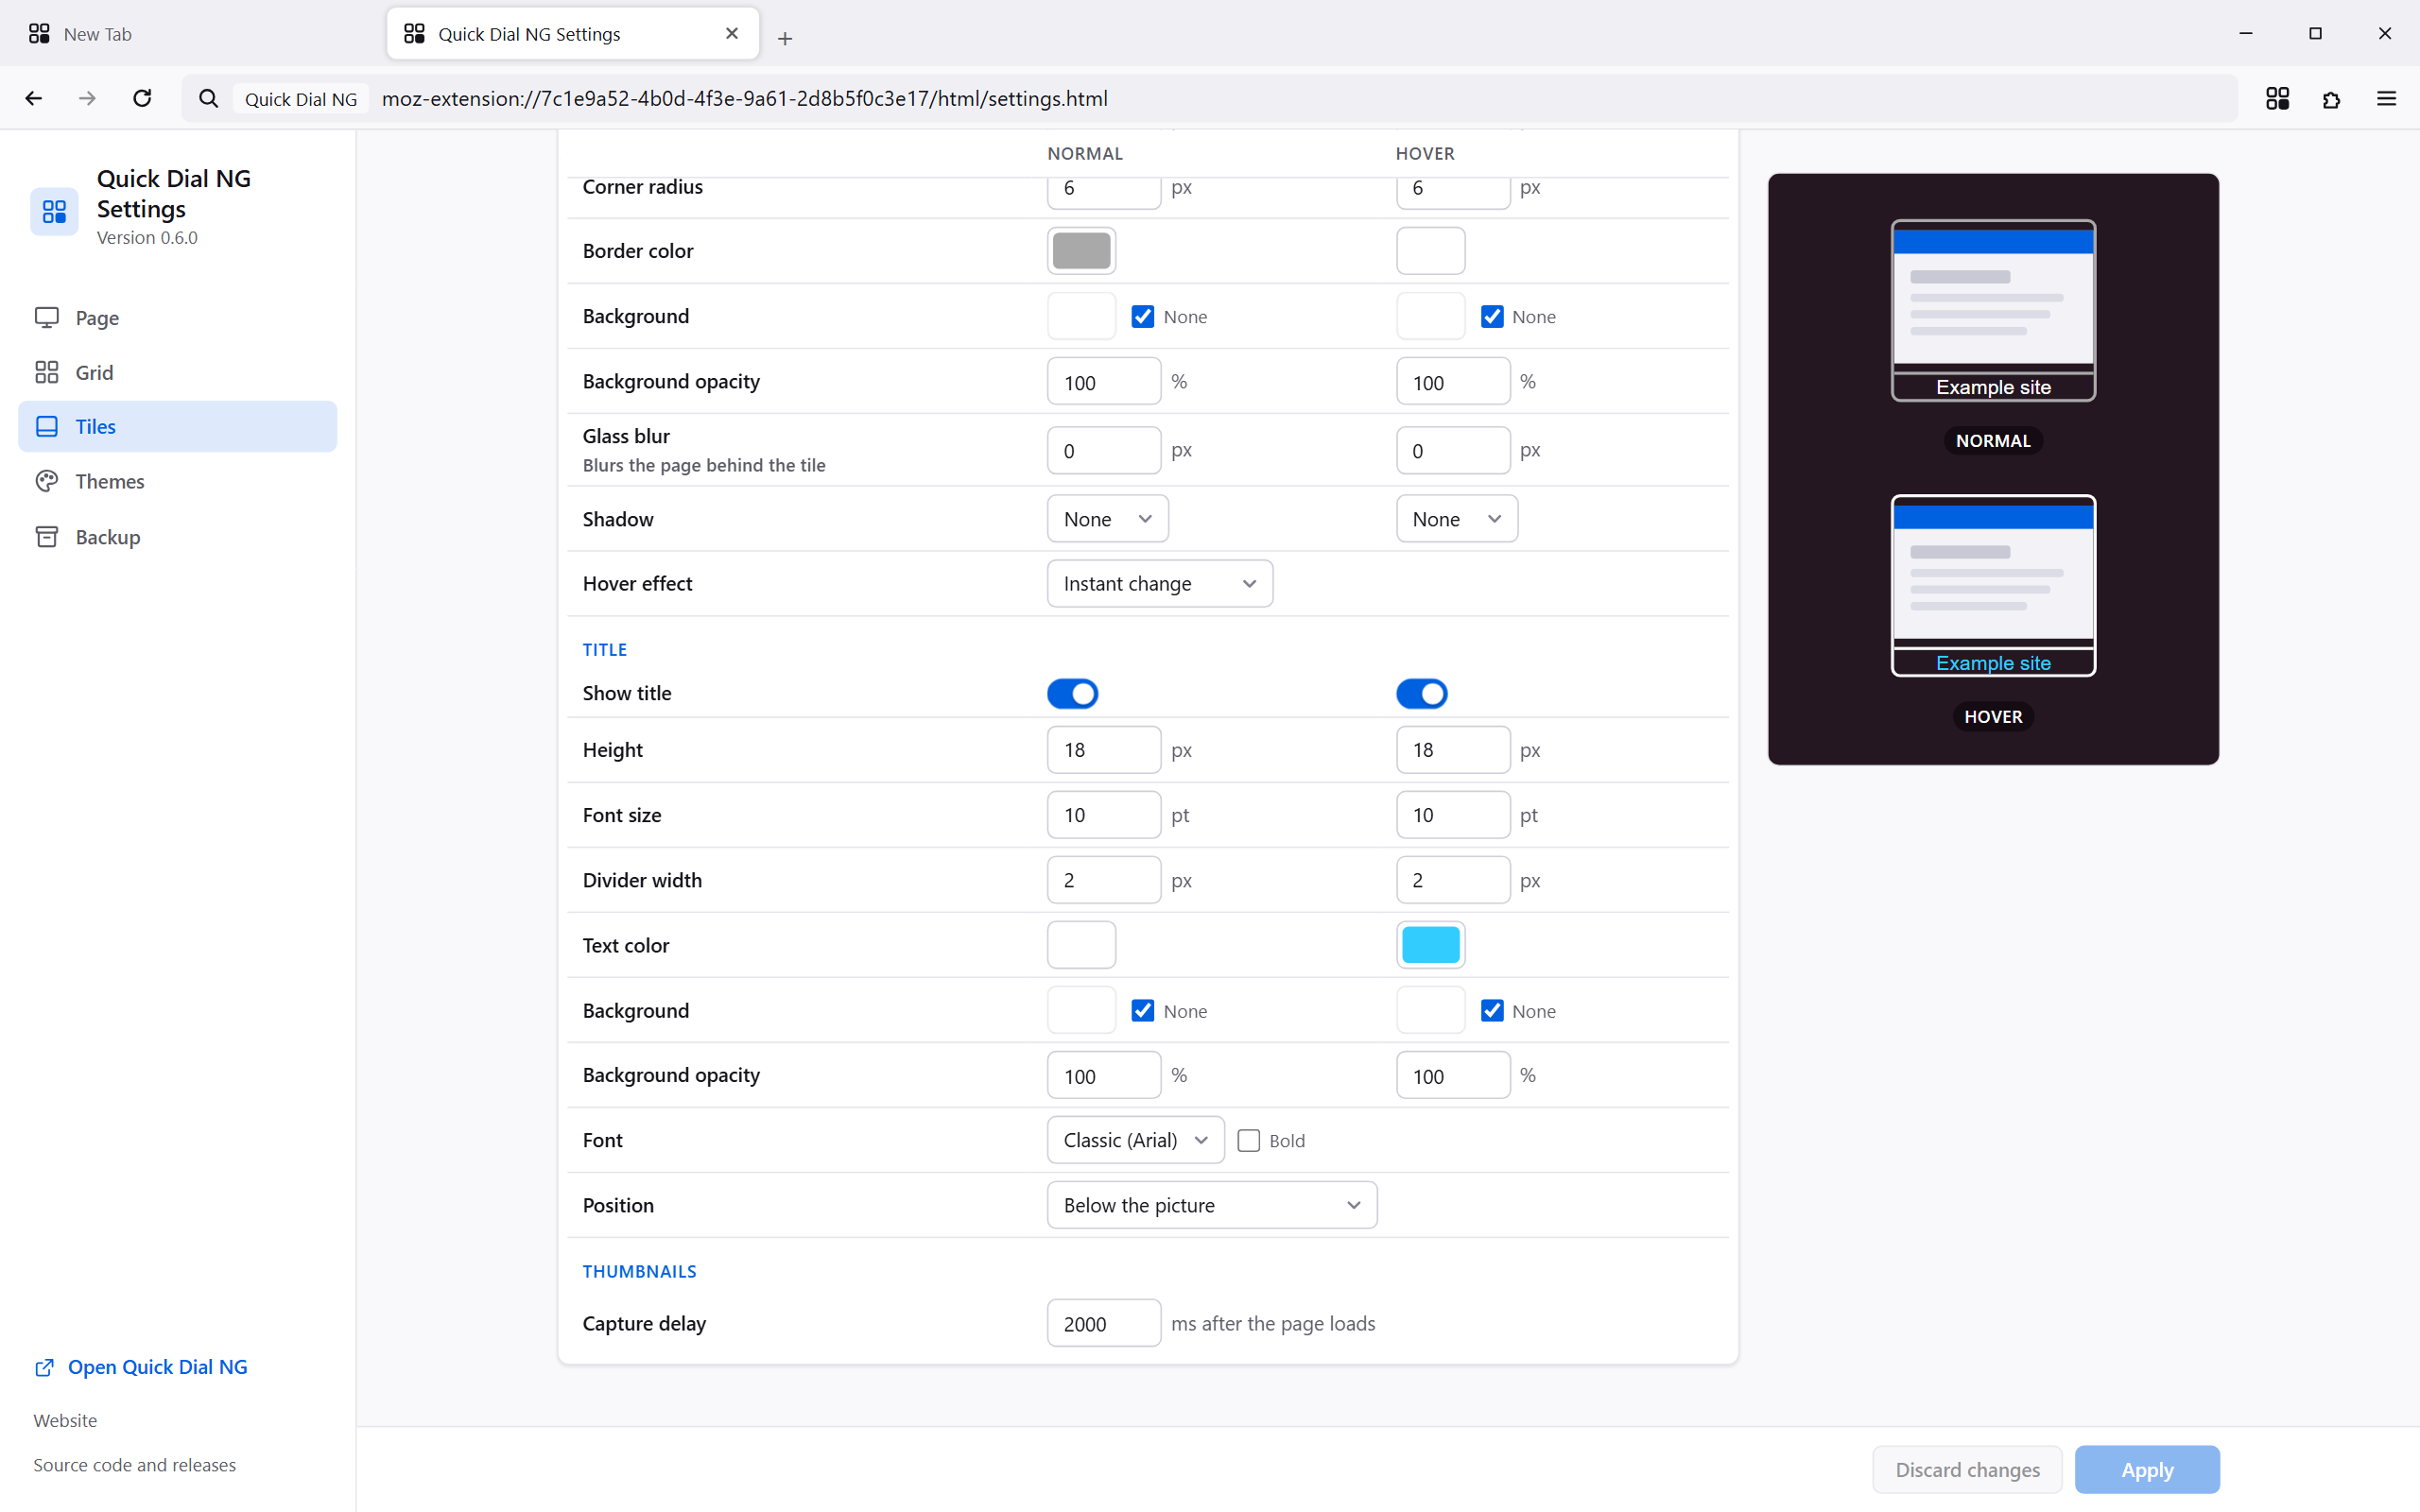 New Tab
Quick Dial NG Settings
Quick Dial NG moz-extension://7c1e9a52-4b0d-4f3e-9a61-2d8b5f0c3e17/html/settings.html
Quick Dial NG
Settings
Version 0.6.0
Page
Grid
Tiles
Themes
Backup
Open Quick Dial NG
Website
Source code and releases
NORMAL HOVER
Corner radius 6 px 6 px
Border color
Background None None
Background opacity 100 % 100 %
Glass blur 0 px 0 px
Blurs the page behind the tile
Shadow None None
Hover effect Instant change
TITLE
Show title
Height 18 px 18 px
Font size 10 pt 10 pt
Divider width 2 px 2 px
Text color
Background None None
Background opacity 100 % 100 %
Font Classic (Arial) Bold
Position Below the picture
THUMBNAILS
Capture delay 2000 ms after the page loads
Example site
NORMAL
Example site
HOVER
Discard changes Apply